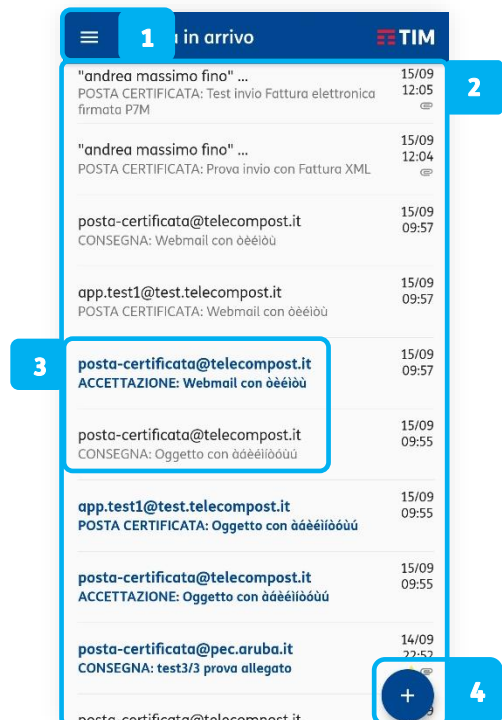 1 in arrivo TIM
"andrea massimo fino" ... 15/09
POSTA CERTIFICATA: Test invio Fattura elettronica 12:05
firmata P7M
2
"andrea massimo fino" ... 15/09
POSTA CERTIFICATA: Prova invio con Fattura XML 12:04
posta-certificata@telecompost.it 15/09
CONSEGNA: Webmail con òèéìòù 09:57
app.test1@test.telecompost.it 15/09
POSTA CERTIFICATA: Webmail con òèéìòù 09:57
3
posta-certificata@telecompost.it 15/09
ACCETTAZIONE: Webmail con òèéìòù 09:57
posta-certificata@telecompost.it 15/09
CONSEGNA: Oggetto con àáèéìíòóùú 09:55
app.test1@test.telecompost.it 15/09
POSTA CERTIFICATA: Oggetto con àáèéìíòóùú 09:55
posta-certificata@telecompost.it 15/09
ACCETTAZIONE: Oggetto con àáèéìíòóùú 09:55
posta-certificata@pec.aruba.it 14/09
CONSEGNA: test3/3 prova allegato 22:52
+
4
posta-certificata@telecompost.it